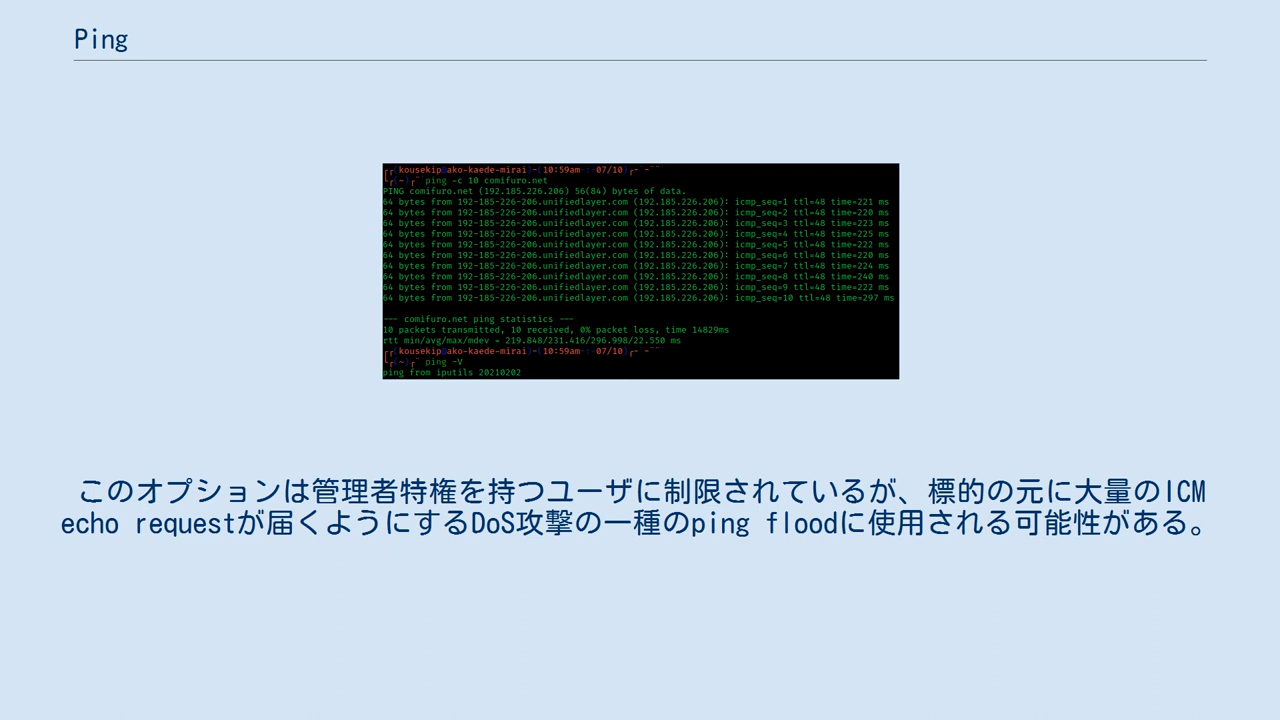 Ping
┌┌(kousekip@ako-kaede-mirai)-(10:59am-:-07/10)┌- -¯¯
└┌(~)┌¯ ping -c 10 comifuro.net
PING comifuro.net (192.185.226.206) 56(84) bytes of data.
64 bytes from 192-185-226-206.unifiedlayer.com (192.185.226.206): icmp_seq=1 ttl=48 time=221 ms
64 bytes from 192-185-226-206.unifiedlayer.com (192.185.226.206): icmp_seq=2 ttl=48 time=220 ms
64 bytes from 192-185-226-206.unifiedlayer.com (192.185.226.206): icmp_seq=3 ttl=48 time=223 ms
64 bytes from 192-185-226-206.unifiedlayer.com (192.185.226.206): icmp_seq=4 ttl=48 time=225 ms
64 bytes from 192-185-226-206.unifiedlayer.com (192.185.226.206): icmp_seq=5 ttl=48 time=222 ms
64 bytes from 192-185-226-206.unifiedlayer.com (192.185.226.206): icmp_seq=6 ttl=48 time=220 ms
64 bytes from 192-185-226-206.unifiedlayer.com (192.185.226.206): icmp_seq=7 ttl=48 time=224 ms
64 bytes from 192-185-226-206.unifiedlayer.com (192.185.226.206): icmp_seq=8 ttl=48 time=240 ms
64 bytes from 192-185-226-206.unifiedlayer.com (192.185.226.206): icmp_seq=9 ttl=48 time=222 ms
64 bytes from 192-185-226-206.unifiedlayer.com (192.185.226.206): icmp_seq=10 ttl=48 time=297 ms
--- comifuro.net ping statistics ---
10 packets transmitted, 10 received, 0% packet loss, time 14829ms
rtt min/avg/max/mdev = 219.848/231.416/296.998/22.550 ms
┌┌(kousekip@ako-kaede-mirai)-(10:59am-:-07/10)┌- -¯¯
└┌(~)┌¯ ping -V
ping from iputils 20210202
このオプションは管理者特権を持つユーザに制限されているが、標的の元に大量のICM
echo requestが届くようにするDoS攻撃の一種のping floodに使用される可能性がある。